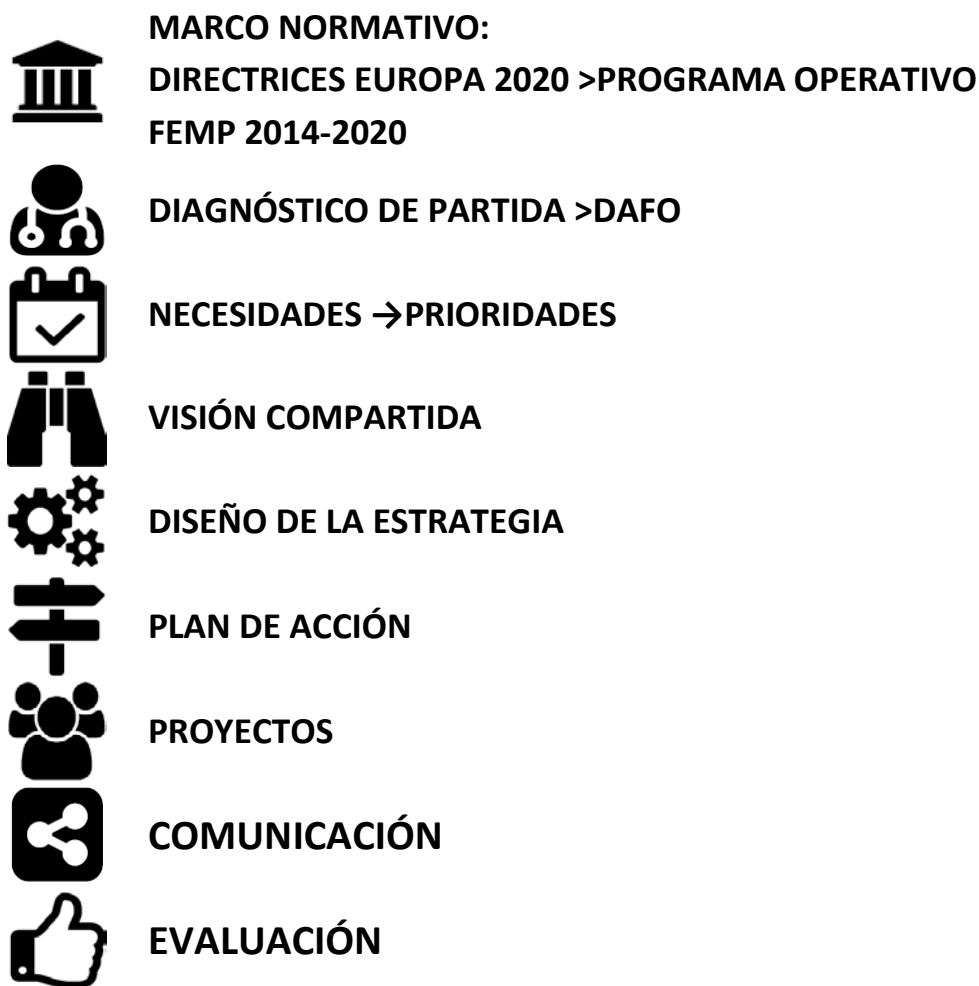 MARCO NORMATIVO:
DIRECTRICES EUROPA 2020 >PROGRAMA OPERATIVO
FEMP 2014-2020
DIAGNÓSTICO DE PARTIDA >DAFO
NECESIDADES →PRIORIDADES
VISIÓN COMPARTIDA
DISEÑO DE LA ESTRATEGIA
PLAN DE ACCIÓN
PROYECTOS
COMUNICACIÓN
EVALUACIÓN